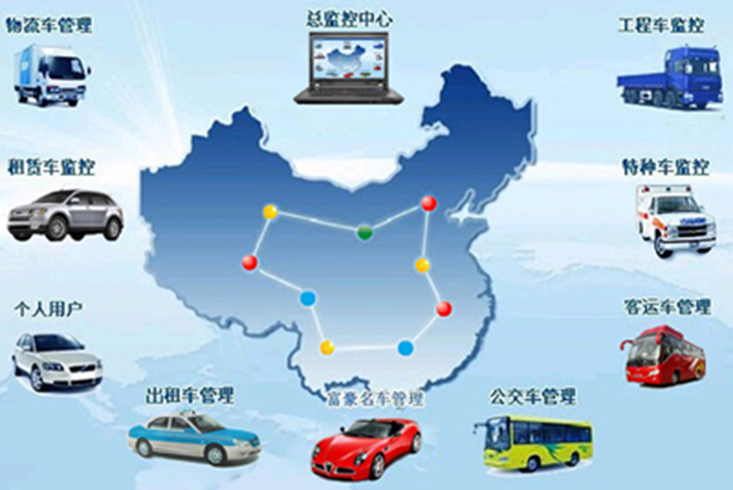 物流车管理
总监控中心
工程车监控
租赁车监控
特种车监控
个人用户
客运车管理
出租车管理
富豪名车管理
公交车管理